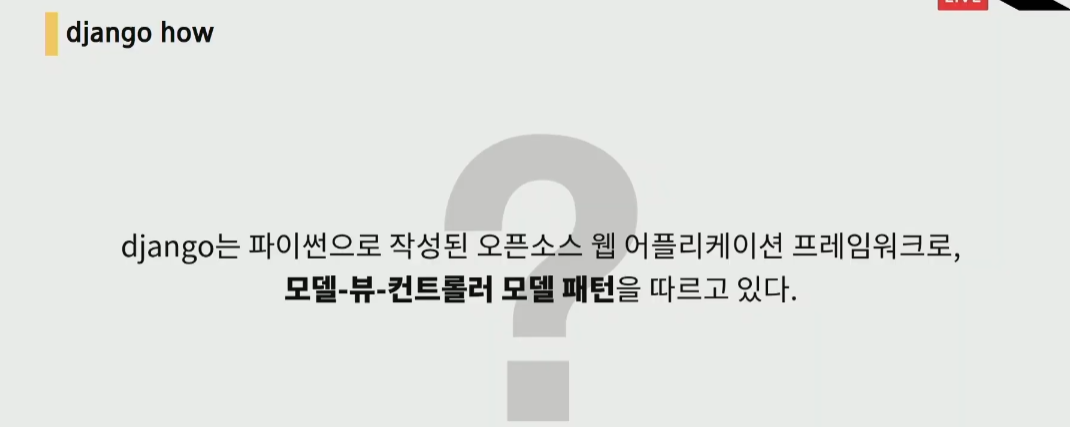 LIVE
django how
django는 파이썬으로 작성된 오픈소스 웹 어플리케이션 프레임워크로,
모델-뷰-컨트롤러 모델 패턴을 따르고 있다.
?